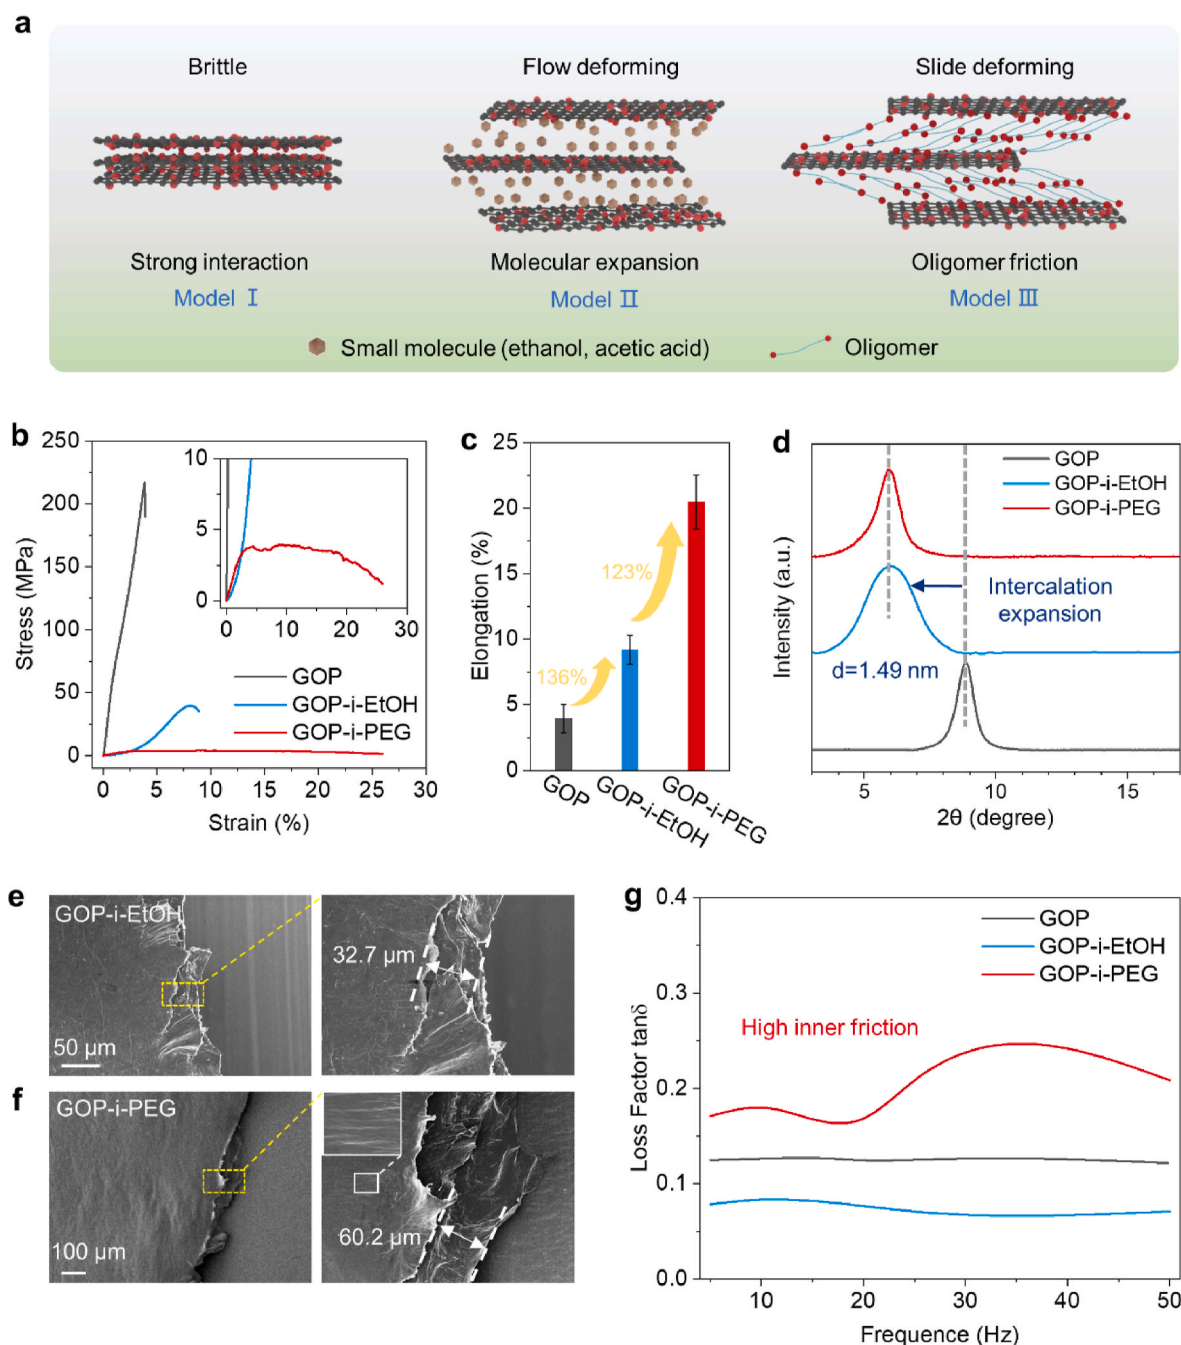 a
Brittle
Flow deforming
Slide deforming
Strong interaction
Molecular expansion
Oligomer friction
Model Ⅰ
Model Ⅱ
Model Ⅲ
Small molecule (ethanol, acetic acid)
Oligomer
b
Stress (MPa)
250
200
150
100
50
0
0
5
10
15
20
25
30
Strain (%)
10
5
0
0
10
20
30
GOP
GOP-i-EtOH
GOP-i-PEG
c
Elongation (%)
25
20
15
10
5
0
136%
123%
GOP
GOP-i-EtOH
GOP-i-PEG
d
Intensity (a.u.)
GOP
GOP-i-EtOH
GOP-i-PEG
Intercalation
expansion
d=1.49 nm
5
10
15
2θ (degree)
e
GOP-i-EtOH
50 µm
32.7 µm
f
GOP-i-PEG
100 µm
60.2 µm
g
Loss Factor tanδ
0.4
0.3
0.2
0.1
0.0
GOP
GOP-i-EtOH
GOP-i-PEG
High inner friction
10
20
30
40
50
Frequence (Hz)